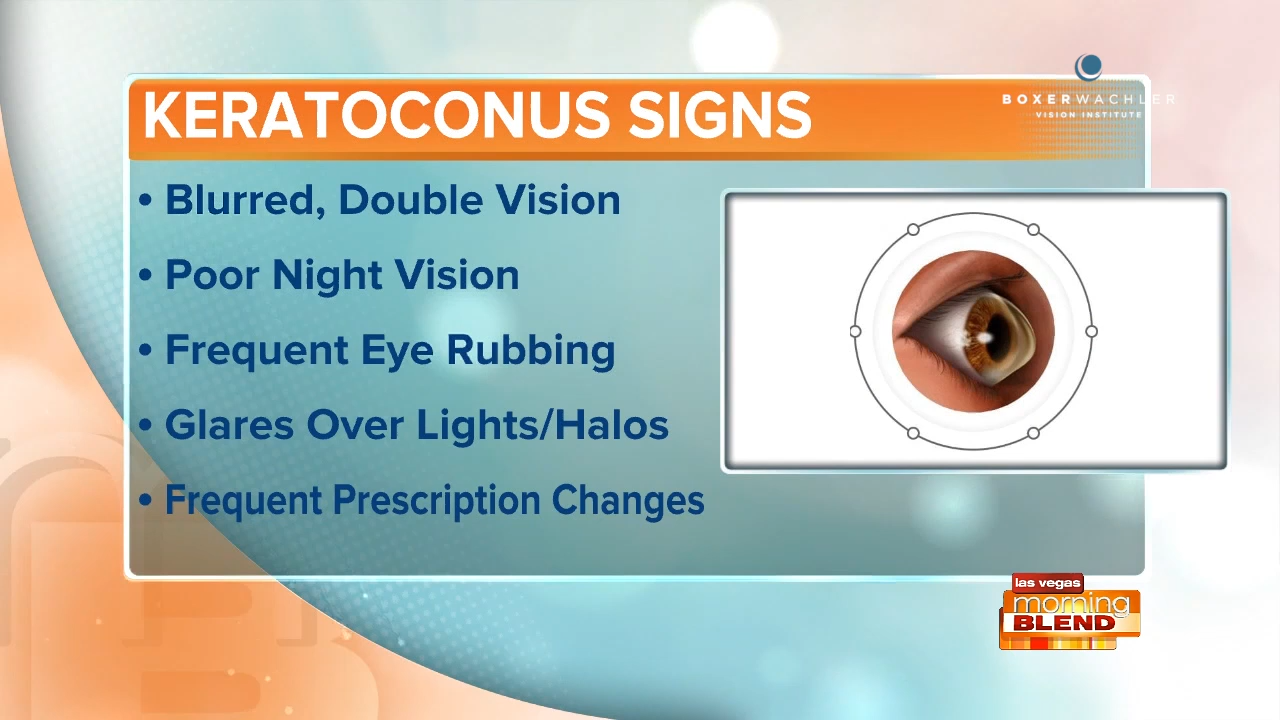 KERATOCONUS SIGNS
BOXERWACHLER
VISION INSTITUTE
• Blurred, Double Vision
• Poor Night Vision
• Frequent Eye Rubbing
• Glares Over Lights/Halos
• Frequent Prescription Changes
las vegas
morning
BLEND